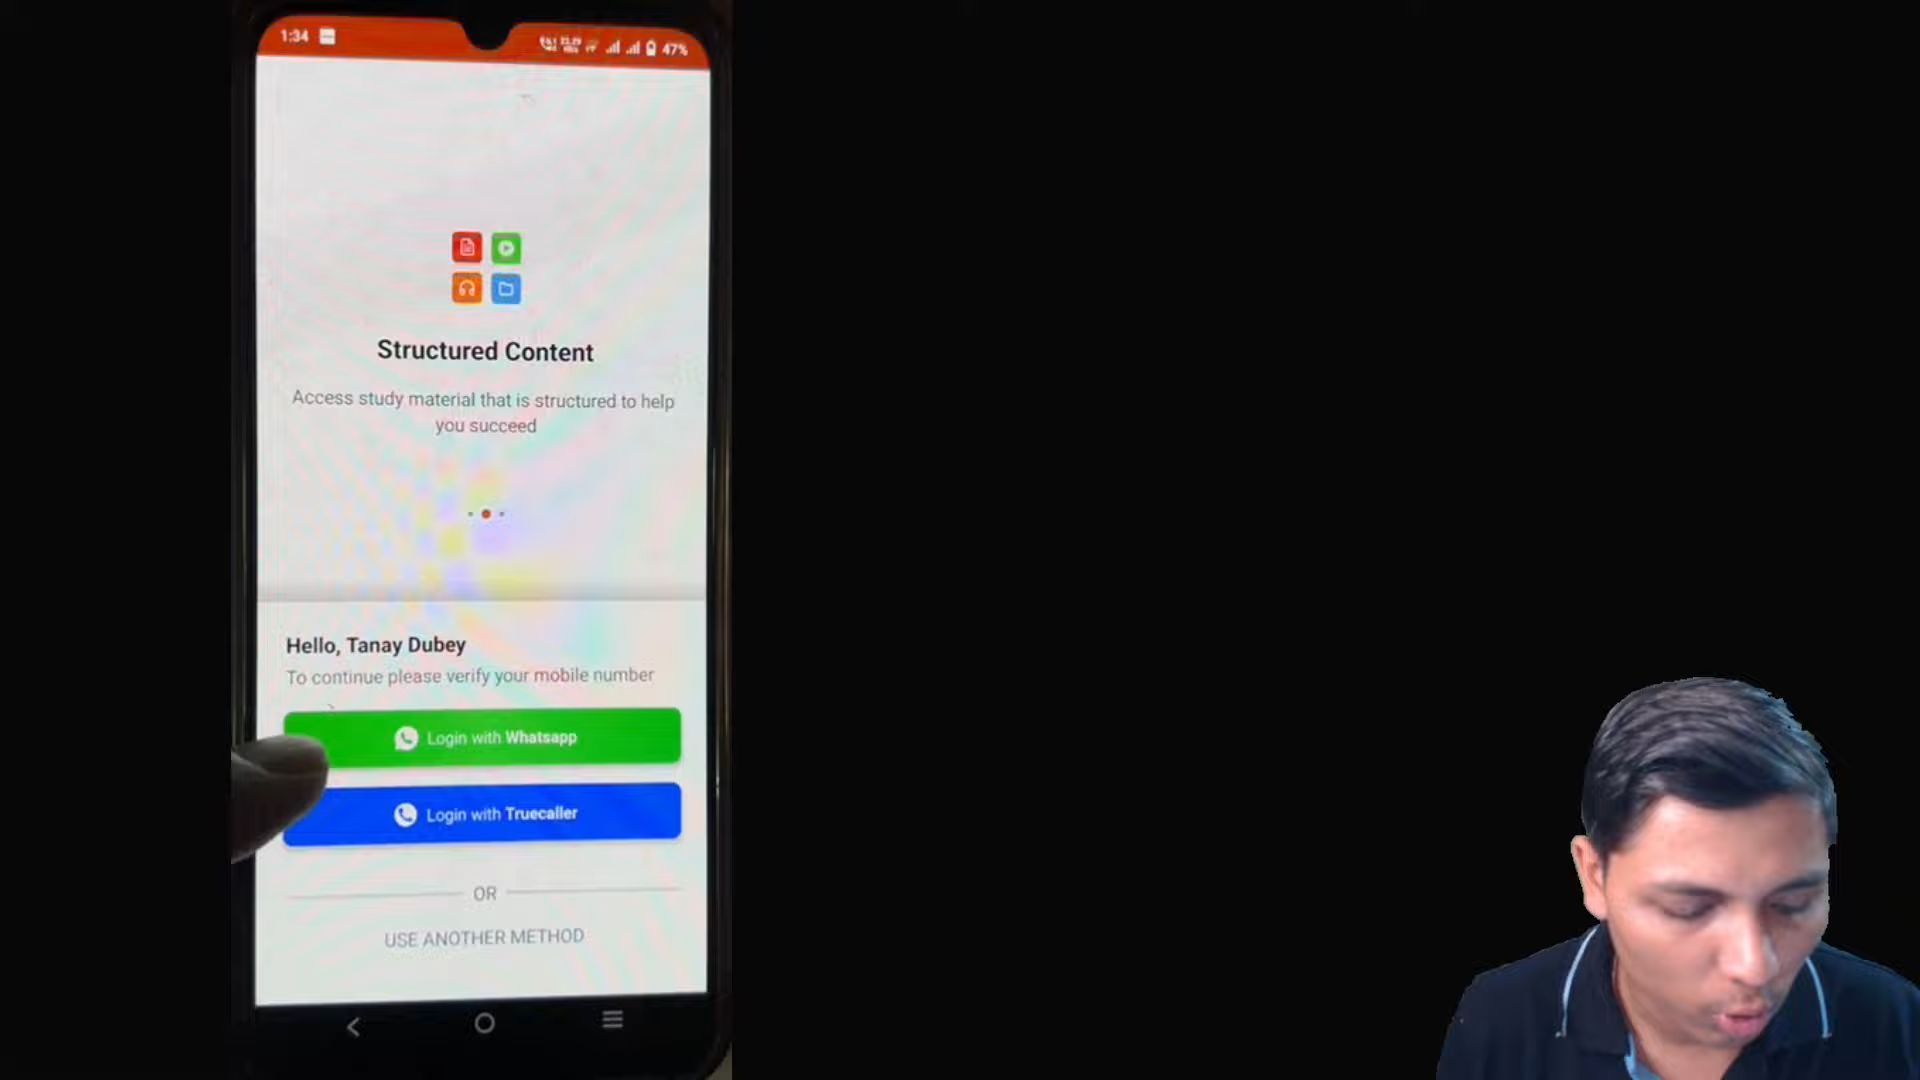 1:34
47%
Structured Content
Access study material that is structured to help
you succeed
Hello, Tanay Dubey
To continue please verify your mobile number
Login with Whatsapp
Login with Truecaller
OR
USE ANOTHER METHOD